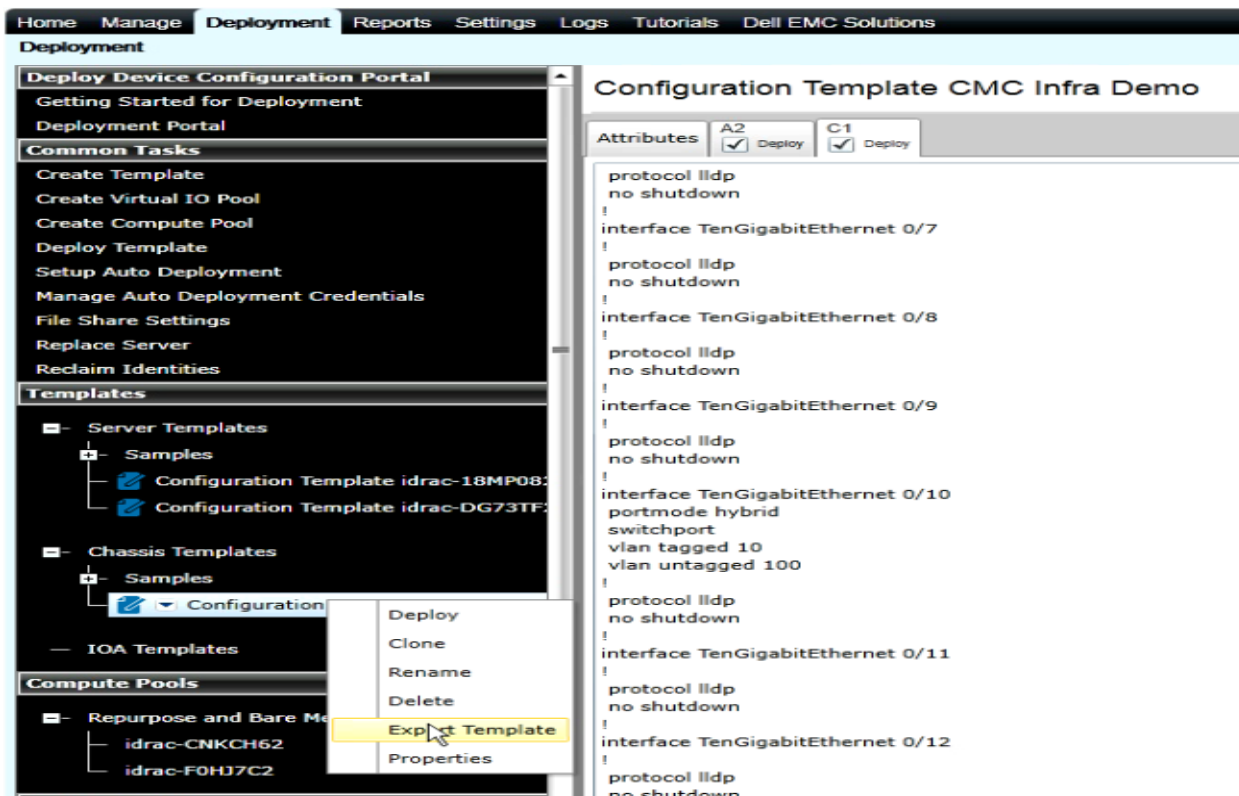 Home Manage Deployment Reports Settings Logs Tutorials Dell EMC Solutions
Deployment
Deploy Device Configuration Portal
Getting Started for Deployment
Deployment Portal
Common Tasks
Create Template
Create Virtual IO Pool
Create Compute Pool
Deploy Template
Setup Auto Deployment
Manage Auto Deployment Credentials
File Share Settings
Replace Server
Reclaim Identities
Templates
Server Templates
Samples
Configuration Template idrac-18MP08
Configuration Template idrac-DG73TF
Chassis Templates
Samples
Configuration
IOA Templates
Compute Pools
Repurpose and Bare Me
idrac-CNKCH62
idrac-F0HJ7C2
Deploy
Clone
Rename
Delete
Export Template
Properties
Configuration Template CMC Infra Demo
Attributes
A2
Deploy
C1
Deploy
protocol lldp
no shutdown
!
interface TenGigabitEthernet 0/7
!
protocol lldp
no shutdown
!
interface TenGigabitEthernet 0/8
!
protocol lldp
no shutdown
!
interface TenGigabitEthernet 0/9
!
protocol lldp
no shutdown
!
interface TenGigabitEthernet 0/10
portmode hybrid
switchport
vlan tagged 10
vlan untagged 100
!
protocol lldp
no shutdown
!
interface TenGigabitEthernet 0/11
!
protocol lldp
no shutdown
!
interface TenGigabitEthernet 0/12
!
protocol lldp
no shutdown